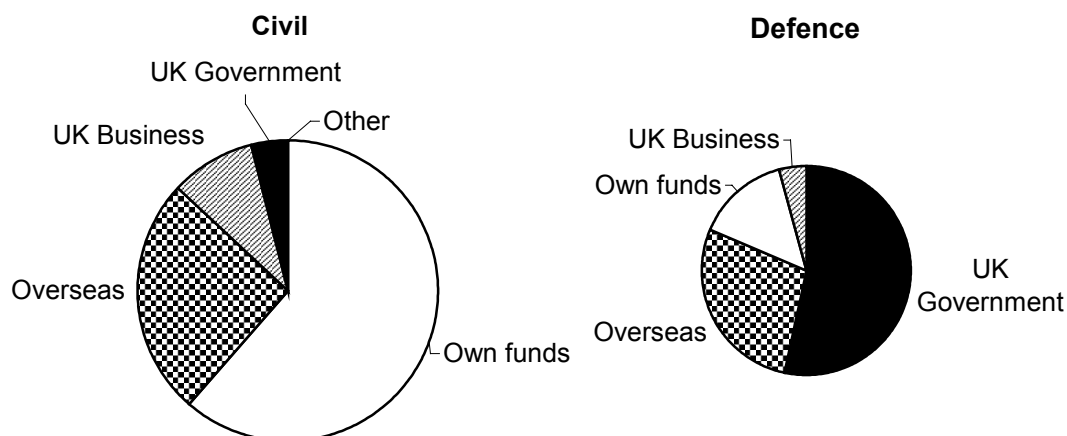 Civil
UK Government
Other
UK Business
Overseas
Own funds
Defence
UK Business
Own funds
Overseas
UK
Government